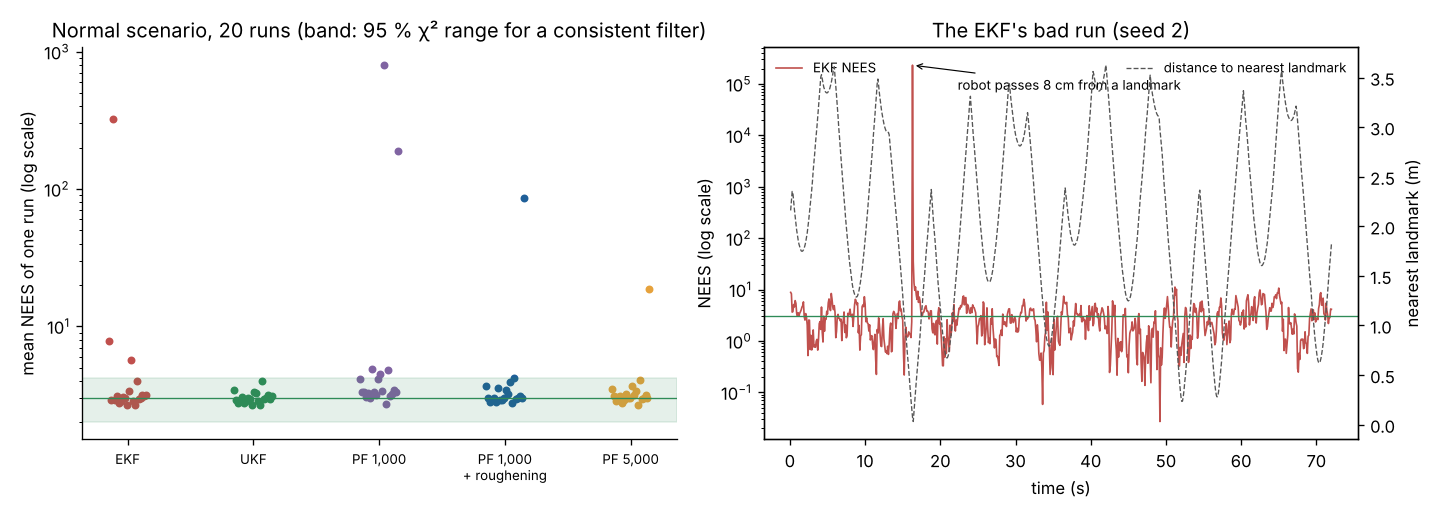 Normal scenario, 20 runs (band: 95 % χ² range for a consistent filter)
mean NEES of one run (log scale)
10³
10²
10¹
EKF
UKF
PF 1,000
PF 1,000
+ roughening
PF 5,000
The EKF's bad run (seed 2)
EKF NEES
distance to nearest landmark
robot passes 8 cm from a landmark
NEES (log scale)
10⁵
10⁴
10³
10²
10¹
10⁰
10⁻¹
3.5
3.0
2.5
2.0
1.5
1.0
0.5
0.0
nearest landmark (m)
0 10 20 30 40 50 60 70
time (s)